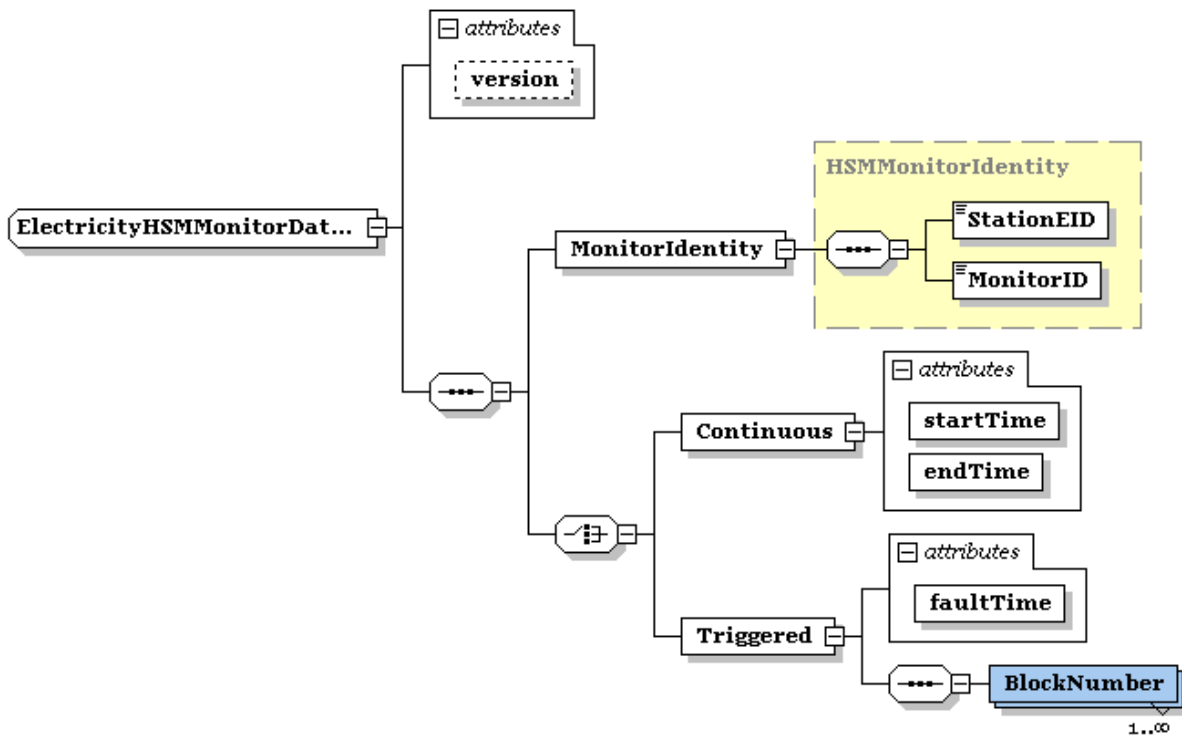 attributes
version
HSMMonitorIdentity
ElectricityHSMMonitorDat...
StationEID
MonitorIdentity
MonitorID
attributes
startTime
Continuous
endTime
attributes
faultTime
Triggered
BlockNumber
1..∞